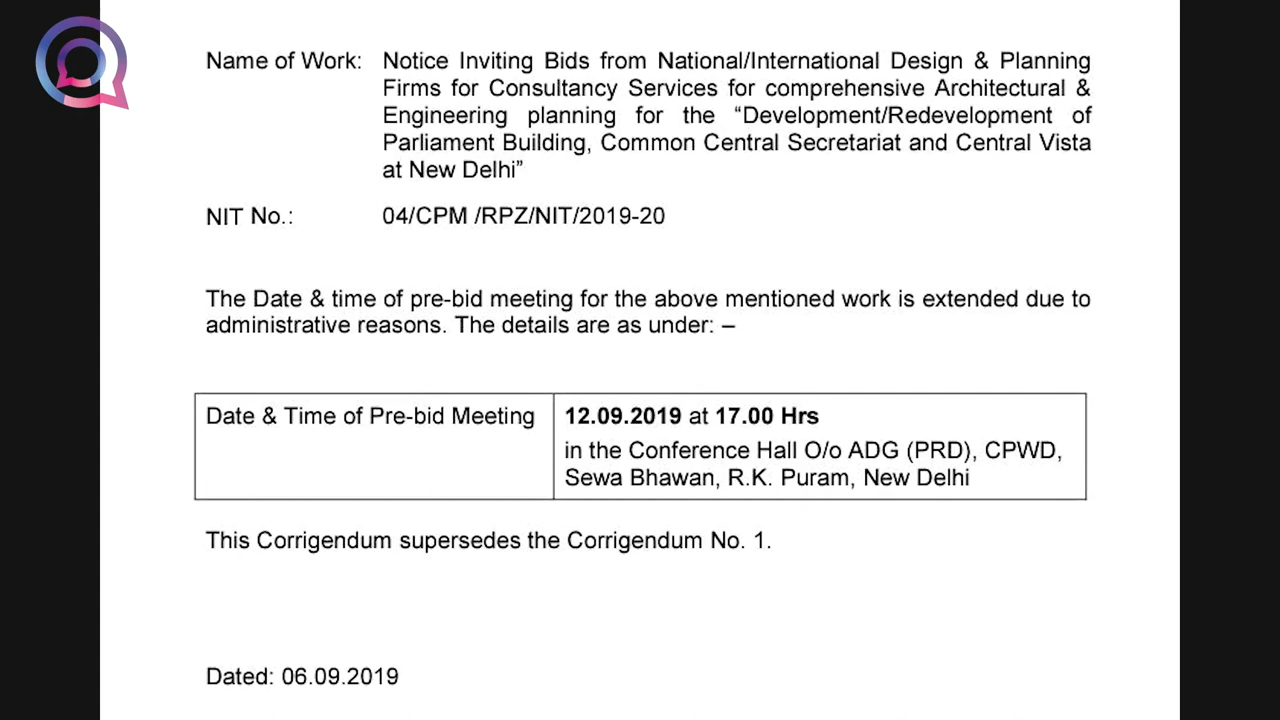 Name of Work: Notice Inviting Bids from National/International Design & Planning
Firms for Consultancy Services for comprehensive Architectural &
Engineering planning for the “Development/Redevelopment of
Parliament Building, Common Central Secretariat and Central Vista
at New Delhi”
NIT No.: 04/CPM /RPZ/NIT/2019-20
The Date & time of pre-bid meeting for the above mentioned work is extended due to
administrative reasons. The details are as under: –
Date & Time of Pre-bid Meeting 12.09.2019 at 17.00 Hrs
in the Conference Hall O/o ADG (PRD), CPWD,
Sewa Bhawan, R.K. Puram, New Delhi
This Corrigendum supersedes the Corrigendum No. 1.
Dated: 06.09.2019